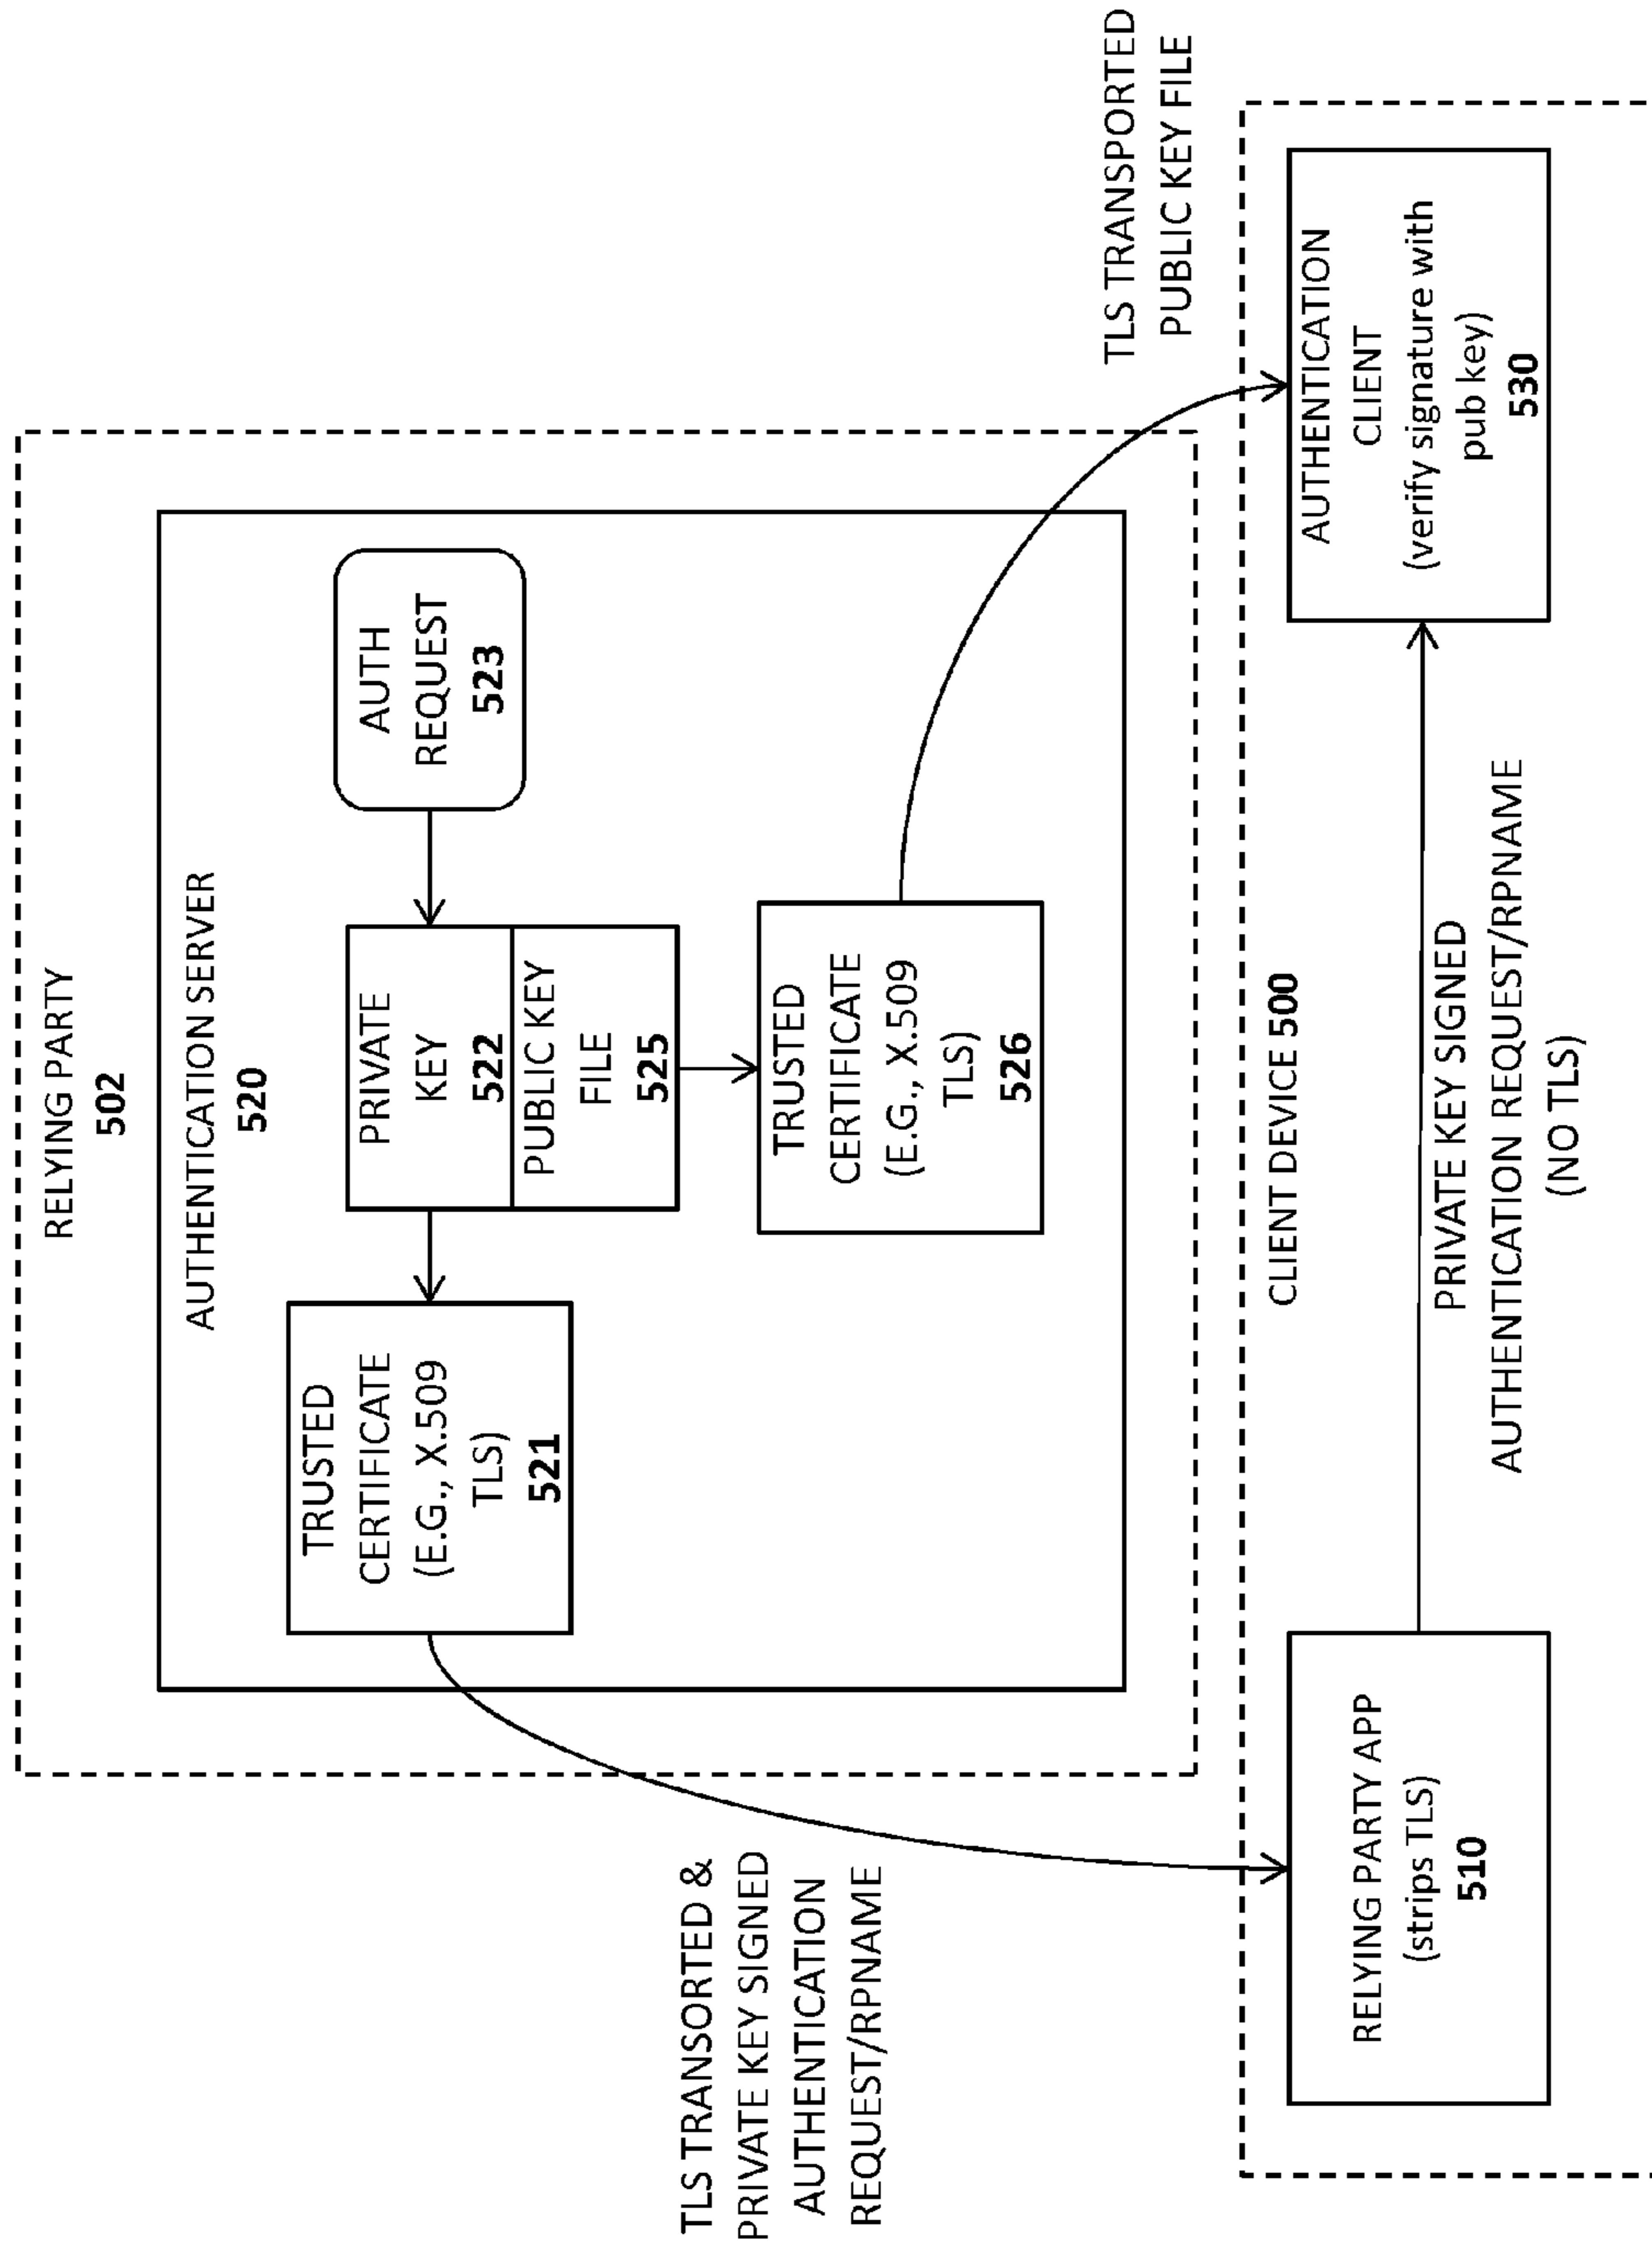 RELYING PARTY
502
AUTHENTICATION SERVER
520
TRUSTED
CERTIFICATE
(E.G., X.509
TLS)
521
PRIVATE
KEY
522
PUBLIC KEY
FILE
525
AUTH
REQUEST
523
TRUSTED
CERTIFICATE
(E.G., X.509
TLS)
526
TLS TRANSORTED &
PRIVATE KEY SIGNED
AUTHENTICATION
REQUEST/RPNAME
TLS TRANSPORTED
PUBLIC KEY FILE
CLIENT DEVICE 500
RELYING PARTY APP
(strips TLS)
510
PRIVATE KEY SIGNED
AUTHENTICATION REQUEST/RPNAME
(NO TLS)
AUTHENTICATION
CLIENT
(verify signature with
pub key)
530